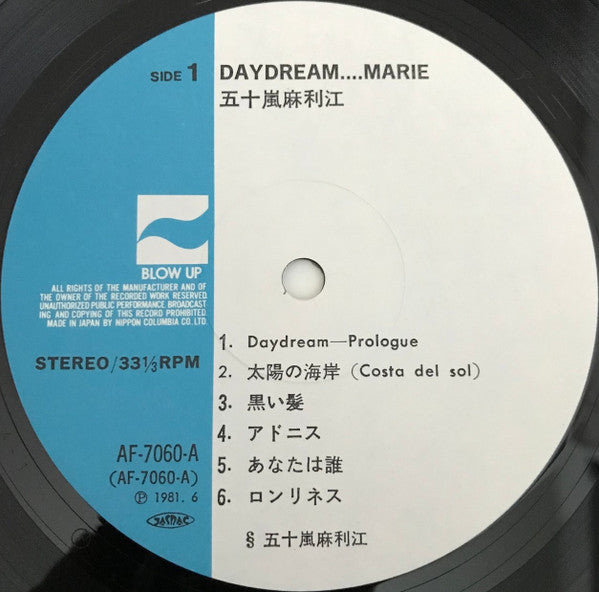 SIDE 1
DAYDREAM....MARIE
五十嵐麻利江
BLOW UP
ALL RIGHTS OF THE MANUFACTURER AND OF
THE OWNER OF THE RECORDED WORK RESERVED.
UNAUTHORIZED PUBLIC PERFORMANCE. BROADCAST
ING AND COPYING OF THIS RECORD PROHIBITED.
MADE IN JAPAN BY NIPPON COLUMBIA CO. LTD.
STEREO/33⅓RPM
AF-7060-A
(AF-7060-A)
Ⓟ 1981. 6
JASRAC
1. Daydream—Prologue
2. 太陽の海岸 (Costa del sol)
3. 黒い髪
4. アドニス
5. あなたは誰
6. ロンリネス
§ 五十嵐麻利江